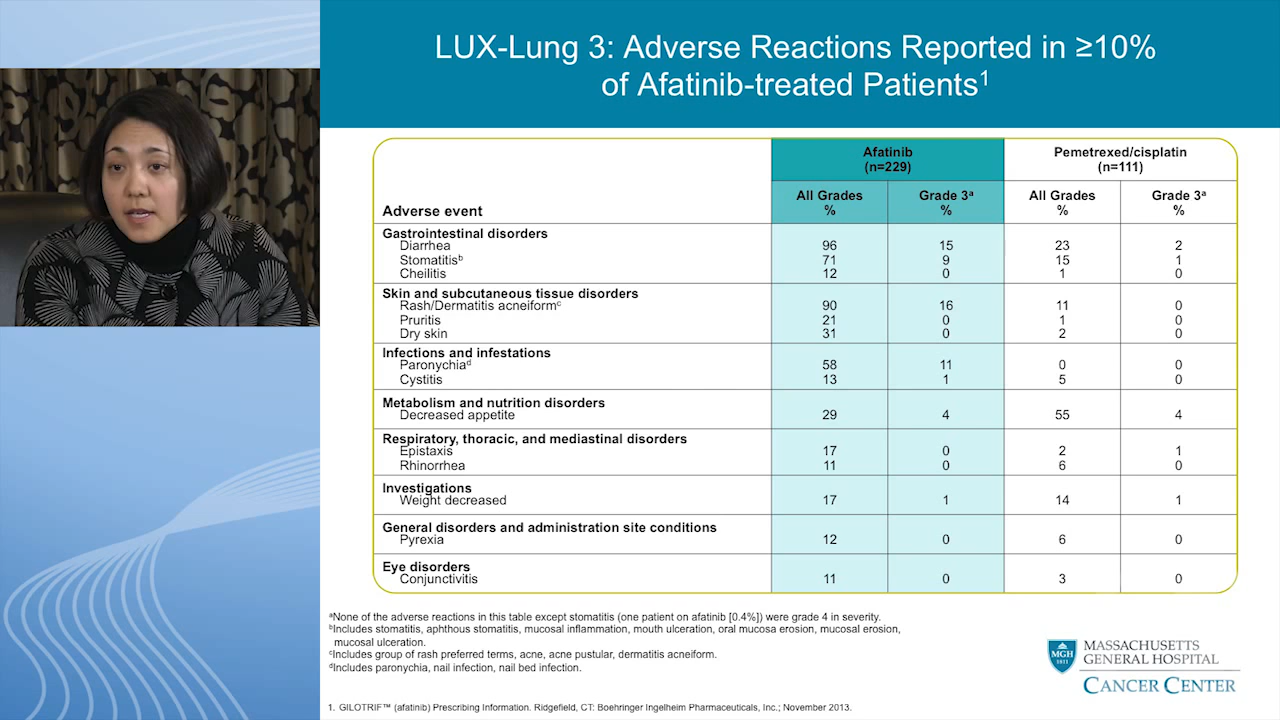 LUX-Lung 3: Adverse Reactions Reported in ≥10%
of Afatinib-treated Patients1
Afatinib
(n=229)
Pemetrexed/cisplatin
(n=111)
Adverse event
All Grades
%
Grade 3a
%
All Grades
%
Grade 3a
%
Gastrointestinal disorders
Diarrhea 96 15 23 2
Stomatitisb 71 9 15 1
Cheilitis 12 0 1 0
Skin and subcutaneous tissue disorders
Rash/Dermatitis acneiformc 90 16 11 0
Pruritis 21 0 1 0
Dry skin 31 0 2 0
Infections and infestations
Paronychiad 58 11 0 0
Cystitis 13 1 5 0
Metabolism and nutrition disorders
Decreased appetite 29 4 55 4
Respiratory, thoracic, and mediastinal disorders
Epistaxis 17 0 2 1
Rhinorrhea 11 0 6 0
Investigations
Weight decreased 17 1 14 1
General disorders and administration site conditions
Pyrexia 12 0 6 0
Eye disorders
Conjunctivitis 11 0 3 0
aNone of the adverse reactions in this table except stomatitis (one patient on afatinib [0.4%]) were grade 4 in severity.
bIncludes stomatitis, aphthous stomatitis, mucosal inflammation, mouth ulceration, oral mucosa erosion, mucosal erosion,
mucosal ulceration.
cIncludes group of rash preferred terms, acne, acne pustular, dermatitis acneiform.
dIncludes paronychia, nail infection, nail bed infection.
1. GILOTRIF™ (afatinib) Prescribing Information. Ridgefield, CT: Boehringer Ingelheim Pharmaceuticals, Inc.; November 2013.
MGH
1811
MASSACHUSETTS
GENERAL HOSPITAL
CANCER CENTER